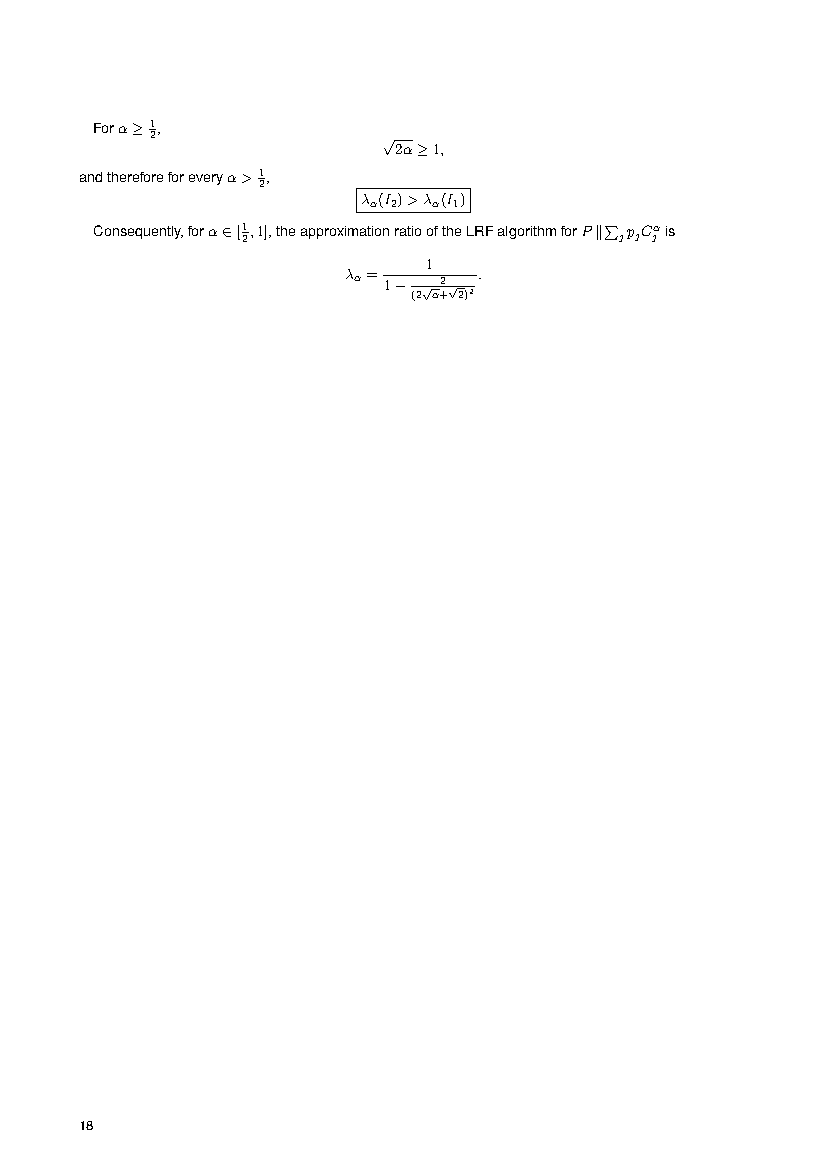 For α ≥ 1/2,
√2α ≥ 1,
and therefore for every α > 1/2,
λ_α(I_2) > λ_α(I_1)
Consequently, for α ∈ [1/2, 1], the approximation ratio of the LRF algorithm for P ∥ ∑_j p_j C_j^α is
λ_α = 1 / (1 − 2/(2√α+√2)^2).
18